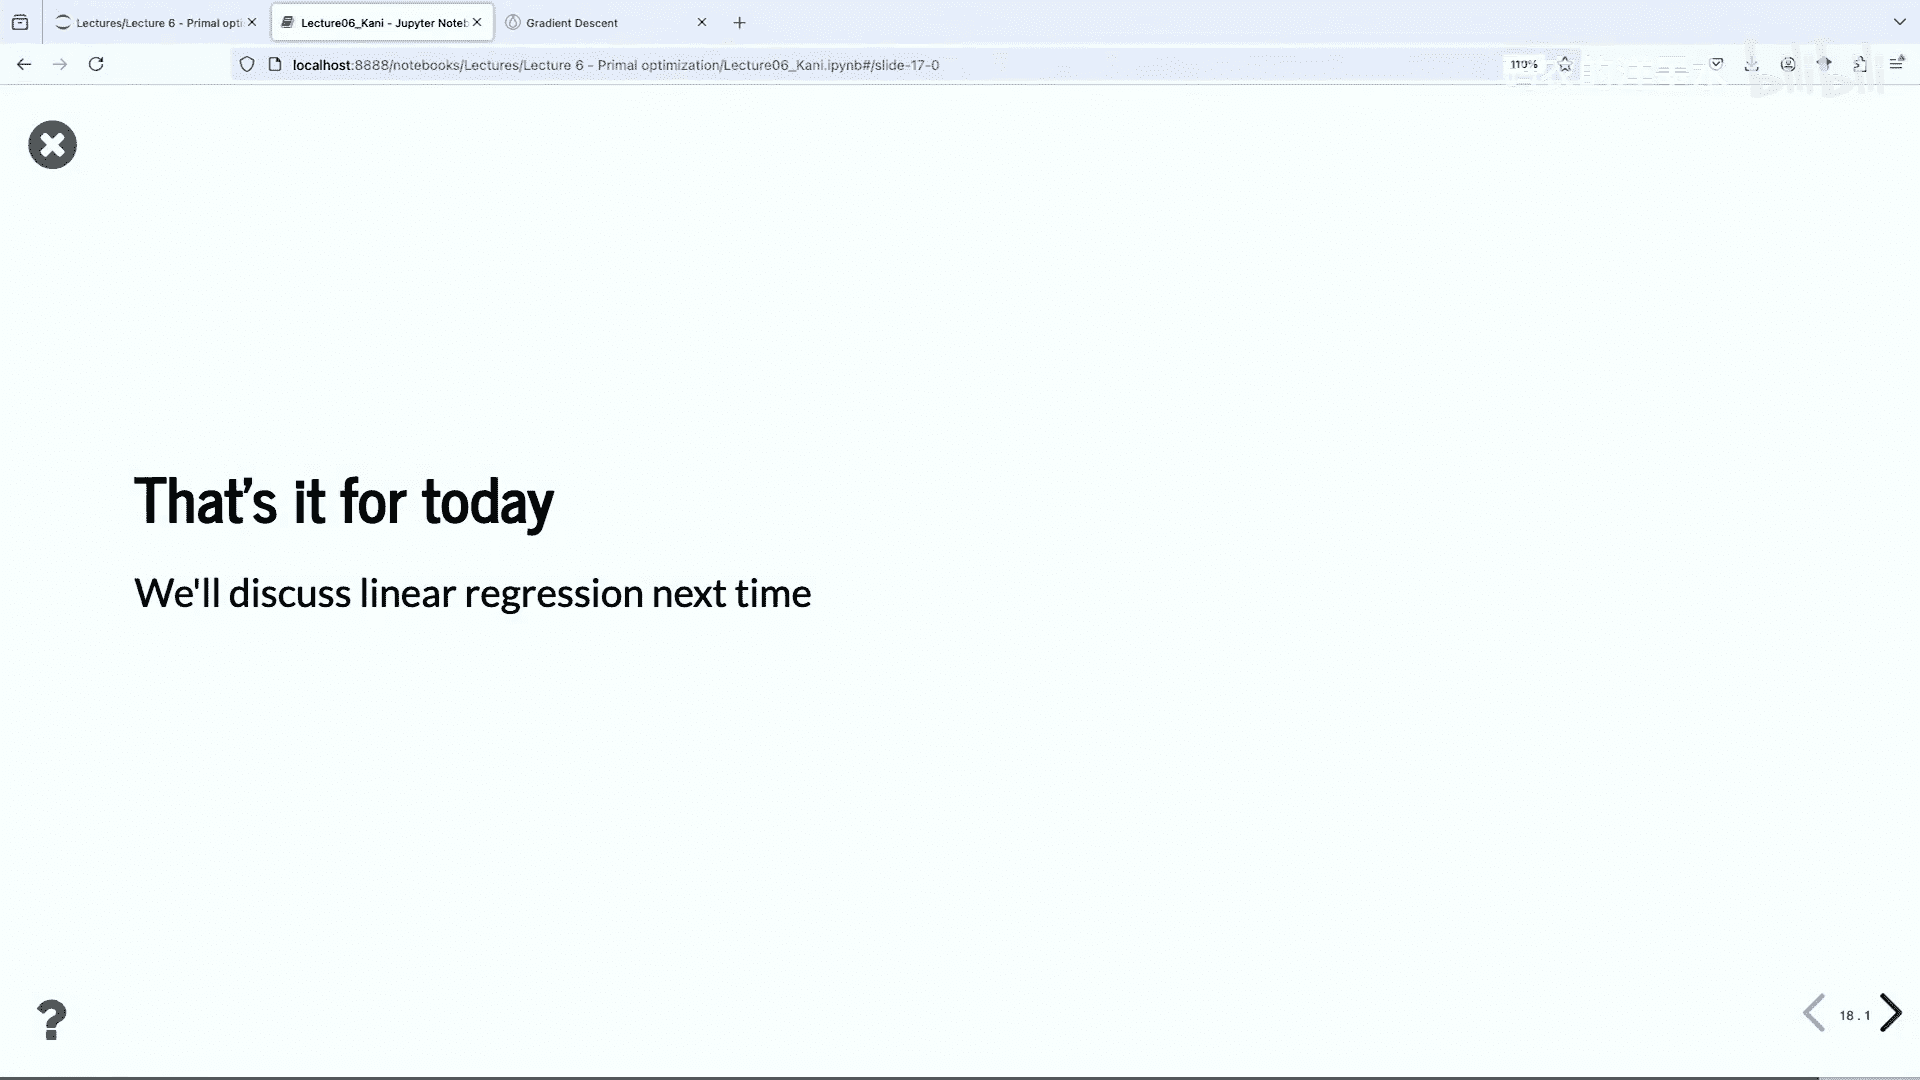 Lectures/Lecture 6 - Primal opti
Lecture06_Kani - Jupyter Note
Gradient Descent
localhost:8888/notebooks/Lectures/Lecture 6 - Primal optimization/Lecture06_Kani.ipynb#/slide-17-0
110%
bilibili
That's it for today
We'll discuss linear regression next time
?
18.1